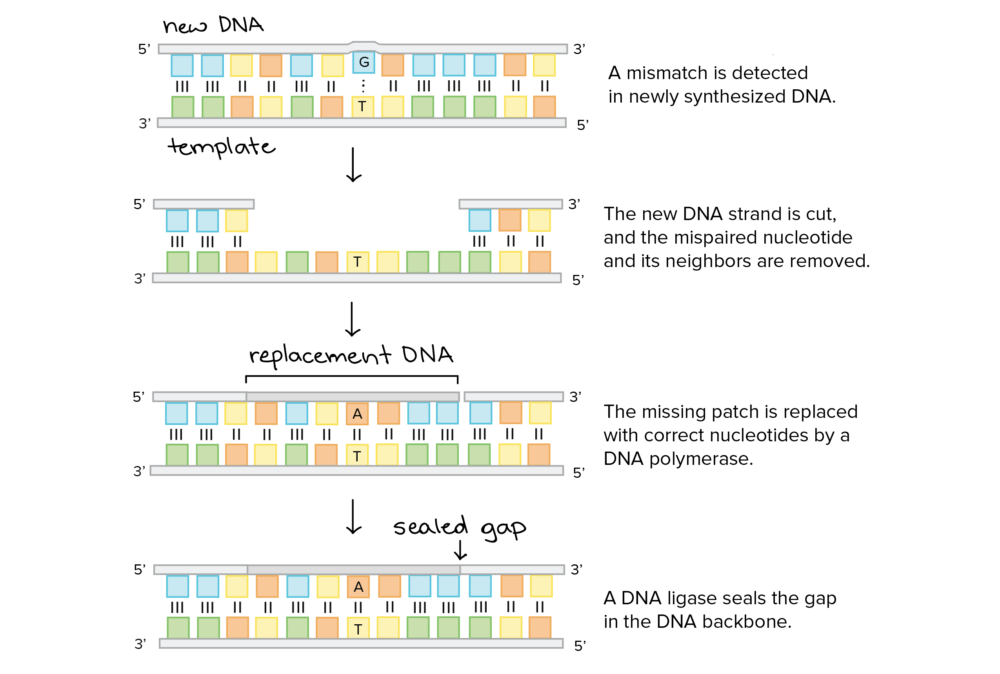 new DNA
5’ 3’
G
T
3’ 5’
template
A mismatch is detected
in newly synthesized DNA.
5’ 3’
T
3’ 5’
The new DNA strand is cut,
and the mispaired nucleotide
and its neighbors are removed.
replacement DNA
5’ 3’
A
T
3’ 5’
The missing patch is replaced
with correct nucleotides by a
DNA polymerase.
sealed gap
5’ 3’
A
T
3’ 5’
A DNA ligase seals the gap
in the DNA backbone.